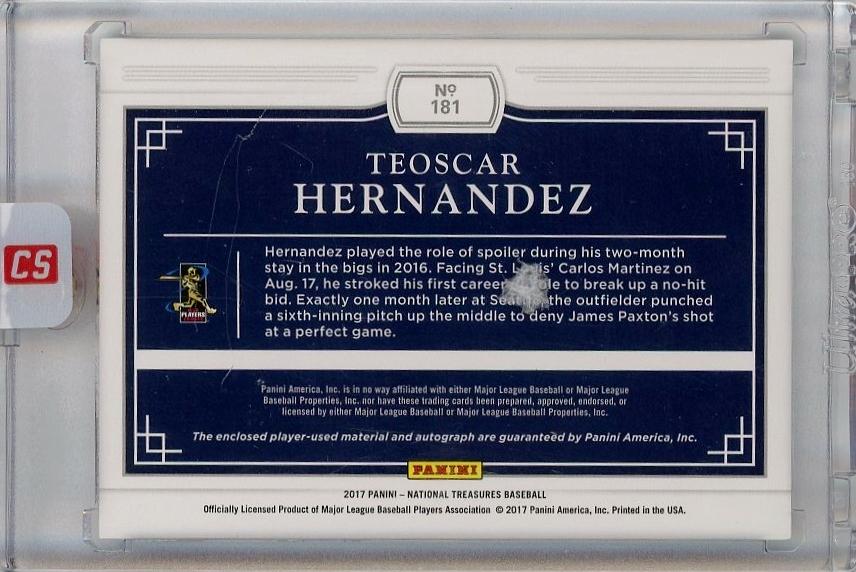 Nº
181
TEOSCAR
HERNANDEZ
Hernandez played the role of spoiler during his two-month
stay in the bigs in 2016. Facing St. Carlos Martinez on
CS
Aug. 17, he stroked his first career to break up a no-hit
bid. Exactly one month later at the outfielder punched
a sixth-inning pitch up the middle to deny James Paxton's shot
at a perfect game.
PLAYERS
Panini America, Inc. is in no way affiliated with either Major League Baseball or Major League
Baseball Properties, Inc. nor have these trading cards been prepared, approved, endorsed, or
licensed by either Major League Baseball or Major League Baseball Properties, Inc.
The enclosed player-used material and autograph are guaranteed by Panini America, Inc.
PANINI
2017 PANINI – NATIONAL TREASURES BASEBALL
Officially Licensed Product of Major League Baseball Players Association © 2017 Panini America, Inc. Printed in the USA.